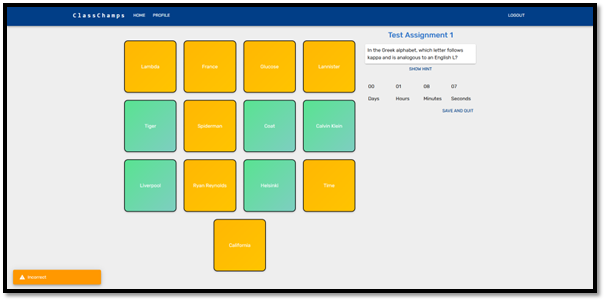 ClassChamps HOME PROFILE LOGOUT
Test Assignment 1
In the Greek alphabet, which letter follows
kappa and is analogous to an English L?
SHOW HINT
00 01 08 07
Days Hours Minutes Seconds
SAVE AND QUIT
Lambda France Glucose
Tiger Spiderman Coal Calvin Klein
Liverpool Ryan Reynolds Helsinki Time
California
Incorrect